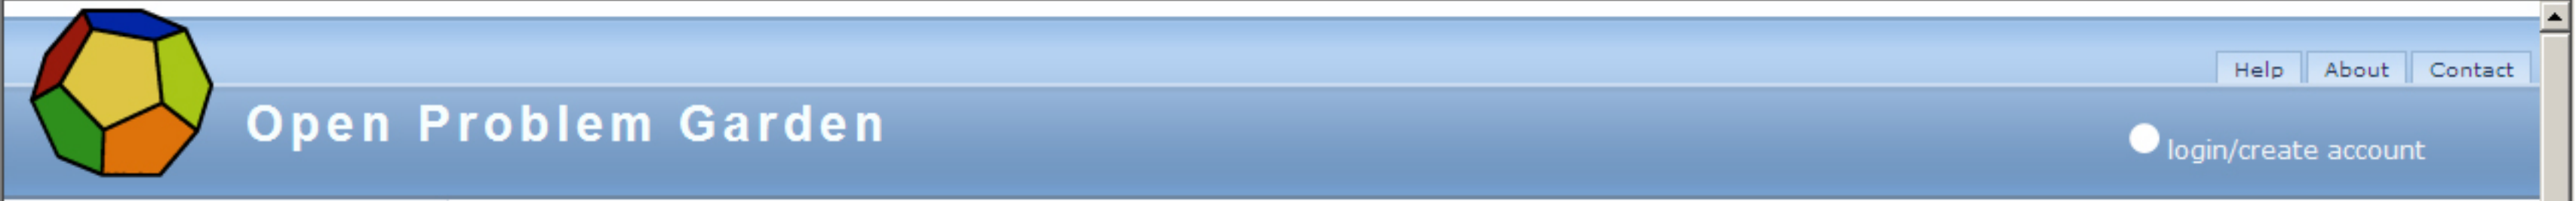 Help About Contact
Open Problem Garden
login/create account